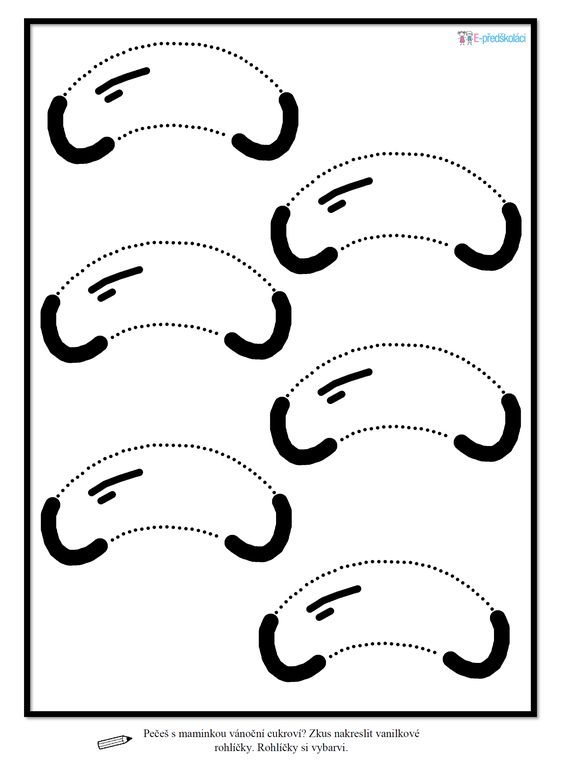 E-předškoláci
Pečeš s maminkou vánoční cukroví? Zkus nakreslit vanilkové
rohlíčky. Rohlíčky si vybarvi.